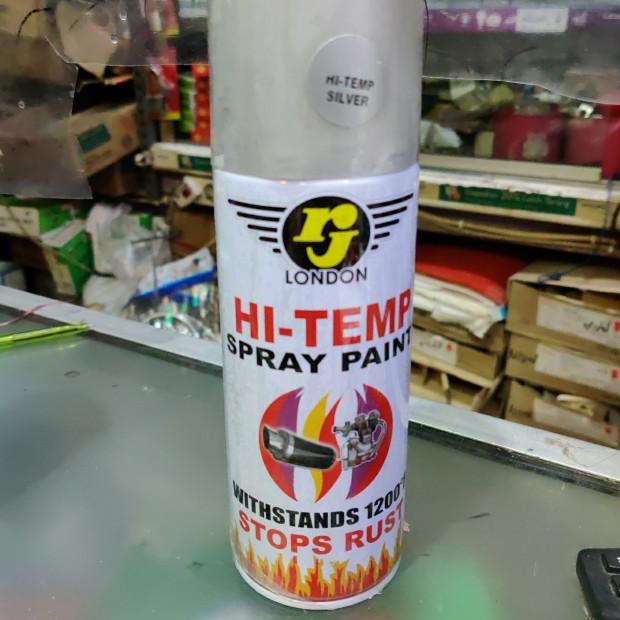 HI-TEMP
SILVER
rj
LONDON
HI-TEMP
SPRAY PAINT
WITHSTANDS 1200°
STOPS RUST